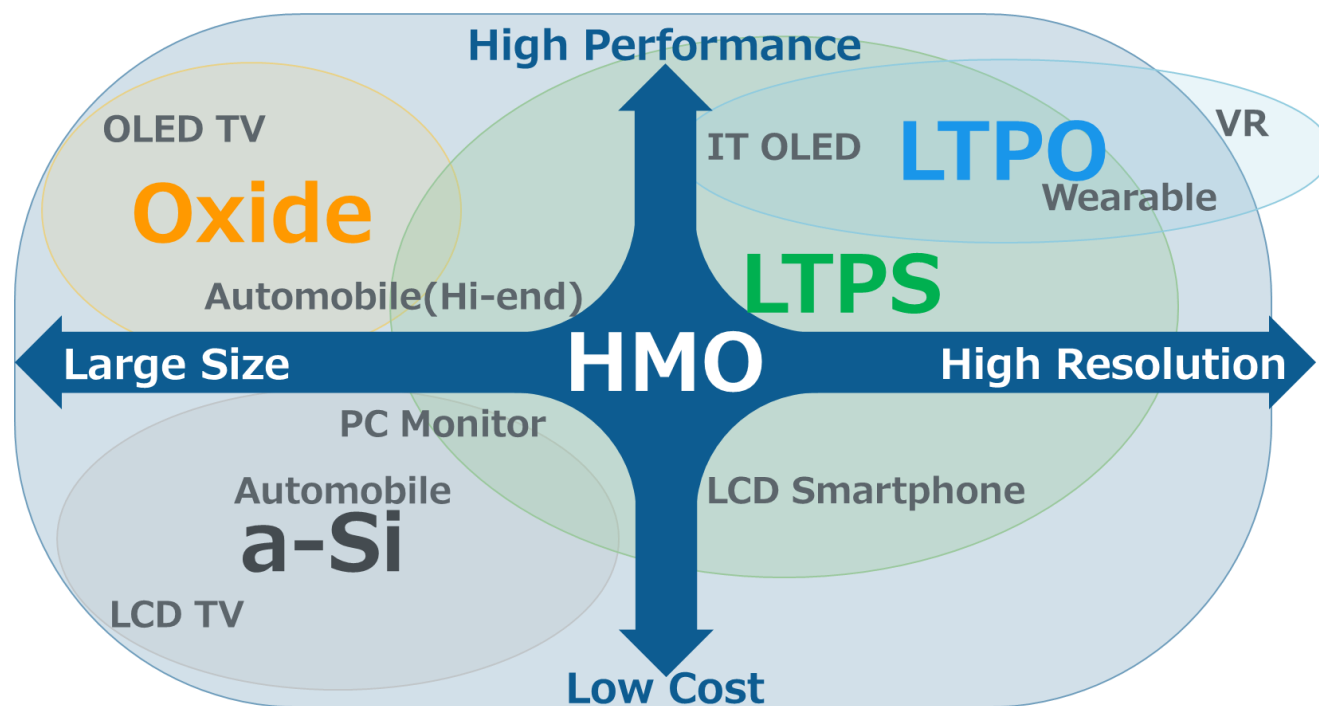 High Performance
OLED TV
Oxide
Automobile(Hi-end)
IT OLED
LTPO
VR
Wearable
LTPS
Large Size
HMO
High Resolution
PC Monitor
Automobile
a-Si
LCD TV
LCD Smartphone
Low Cost